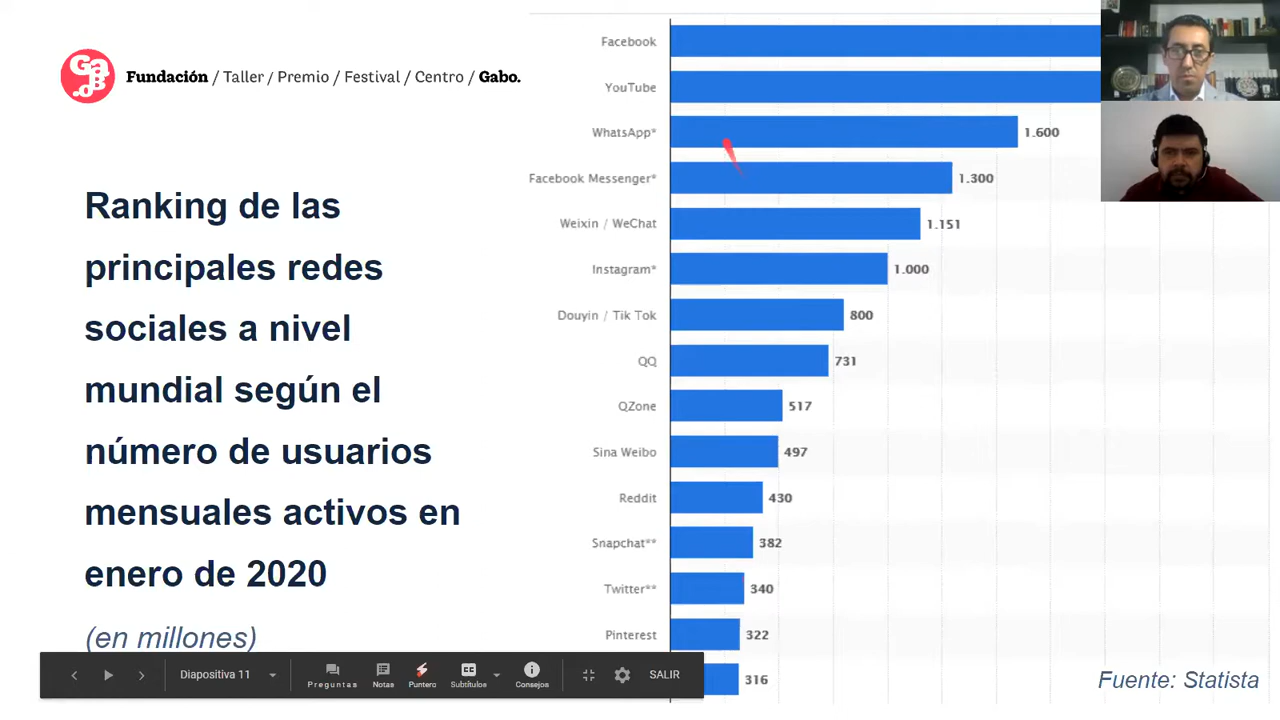 Gabo.
Fundación / Taller / Premio / Festival / Centro / Gabo.
Ranking de las
principales redes
sociales a nivel
mundial según el
número de usuarios
mensuales activos en
enero de 2020
(en millones)
Facebook
YouTube
WhatsApp* 1.600
Facebook Messenger* 1.300
Weixin / WeChat 1.151
Instagram* 1.000
Douyin / Tik Tok 800
QQ 731
QZone 517
Sina Weibo 497
Reddit 430
Snapchat** 382
Twitter** 340
Pinterest 322
316
Fuente: Statista
Diapositiva 11 Preguntas Notas Puntero CC Subtítulos Consejos SALIR